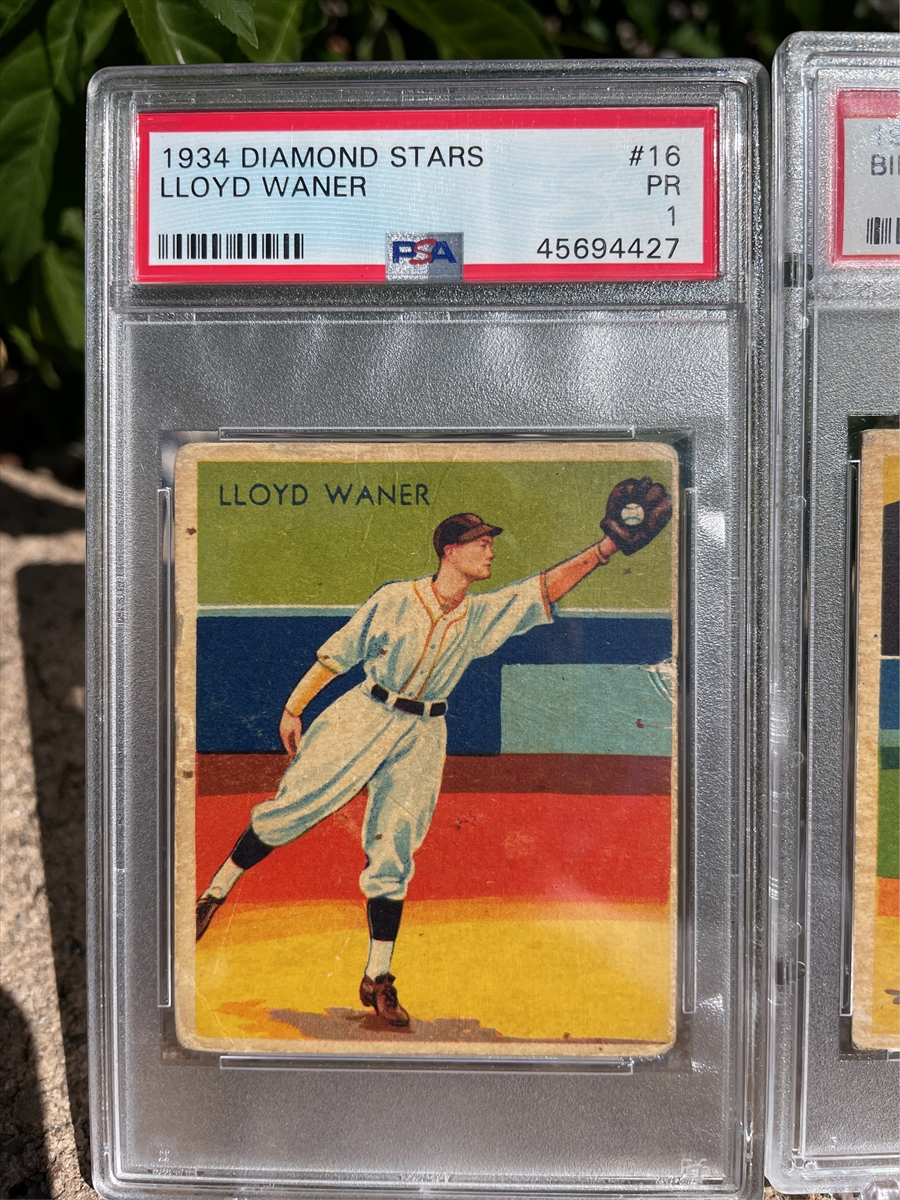 1934 DIAMOND STARS #16
LLOYD WANER PR
1
PSA 45694427
LLOYD WANER